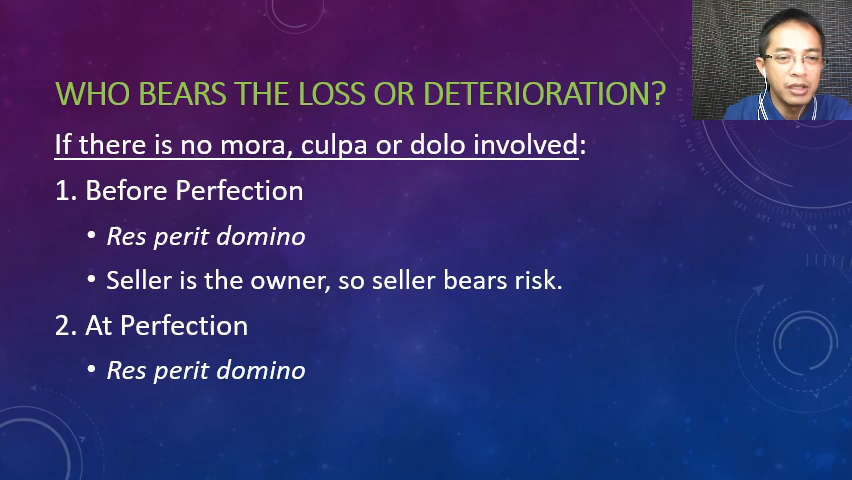 WHO BEARS THE LOSS OR DETERIORATION?
If there is no mora, culpa or dolo involved:
1. Before Perfection
• Res perit domino
• Seller is the owner, so seller bears risk.
2. At Perfection
• Res perit domino